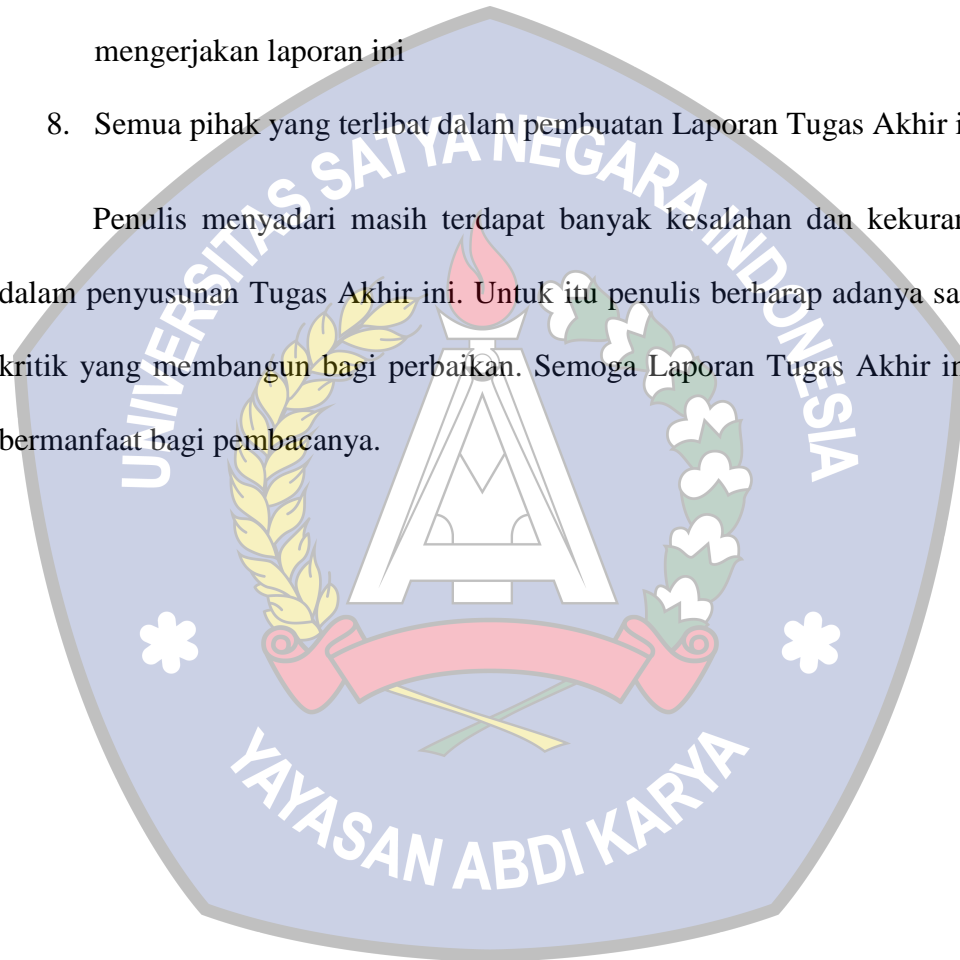 mengerjakan laporan ini
8. Semua pihak yang terlibat dalam pembuatan Laporan Tugas Akhir i
Penulis menyadari masih terdapat banyak kesalahan dan kekuran
dalam penyusunan Tugas Akhir ini. Untuk itu penulis berharap adanya sa
kritik yang membangun bagi perbaikan. Semoga Laporan Tugas Akhir in
bermanfaat bagi pembacanya.
UNIVERSITAS SATYA NEGARA INDONESIA
YAYASAN ABDI KARYA